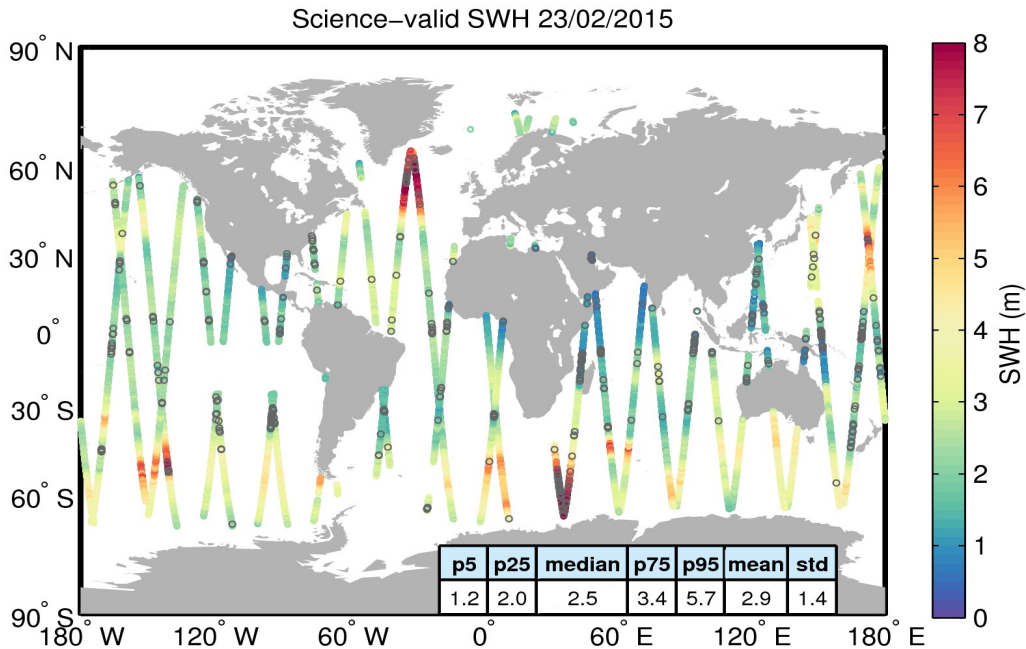 Science−valid SWH 23/02/2015
90° N
60° N
30° N
0°
30° S
60° S
90° S
180° W
120° W
60° W
0°
60° E
120° E
180° E
p5 p25 median p75 p95 mean std
1.2 2.0 2.5 3.4 5.7 2.9 1.4
8
7
6
5
4
3
2
1
0
SWH (m)